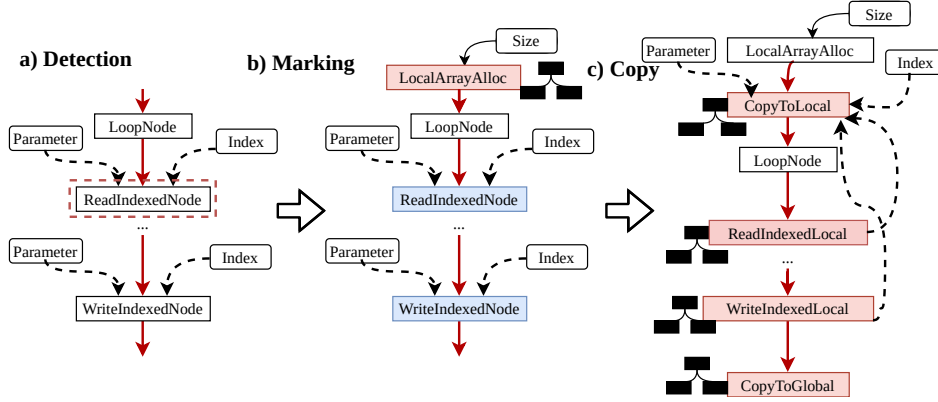 a) Detection
LoopNode
Parameter
Index
ReadIndexedNode
...
Parameter
Index
WriteIndexedNode
b) Marking
Size
LocalArrayAlloc
LoopNode
Parameter
Index
ReadIndexedNode
...
Parameter
Index
WriteIndexedNode
c) Copy
Size
Parameter
LocalArrayAlloc
Index
CopyToLocal
LoopNode
ReadIndexedLocal
...
WriteIndexedLocal
CopyToGlobal